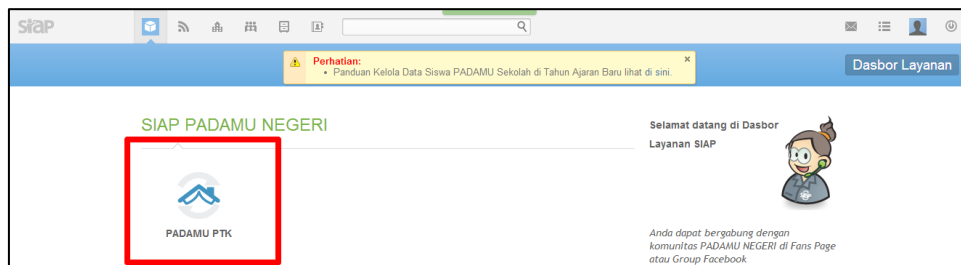 siap
Perhatian:
Panduan Kelola Data Siswa PADAMU Sekolah di Tahun Ajaran Baru lihat di sini.
Dasbor Layanan
SIAP PADAMU NEGERI
PADAMU PTK
Selamat datang di Dasbor
Layanan SIAP
Anda dapat bergabung dengan
komunitas PADAMU NEGERI di Fans Page
atau Group Facebook